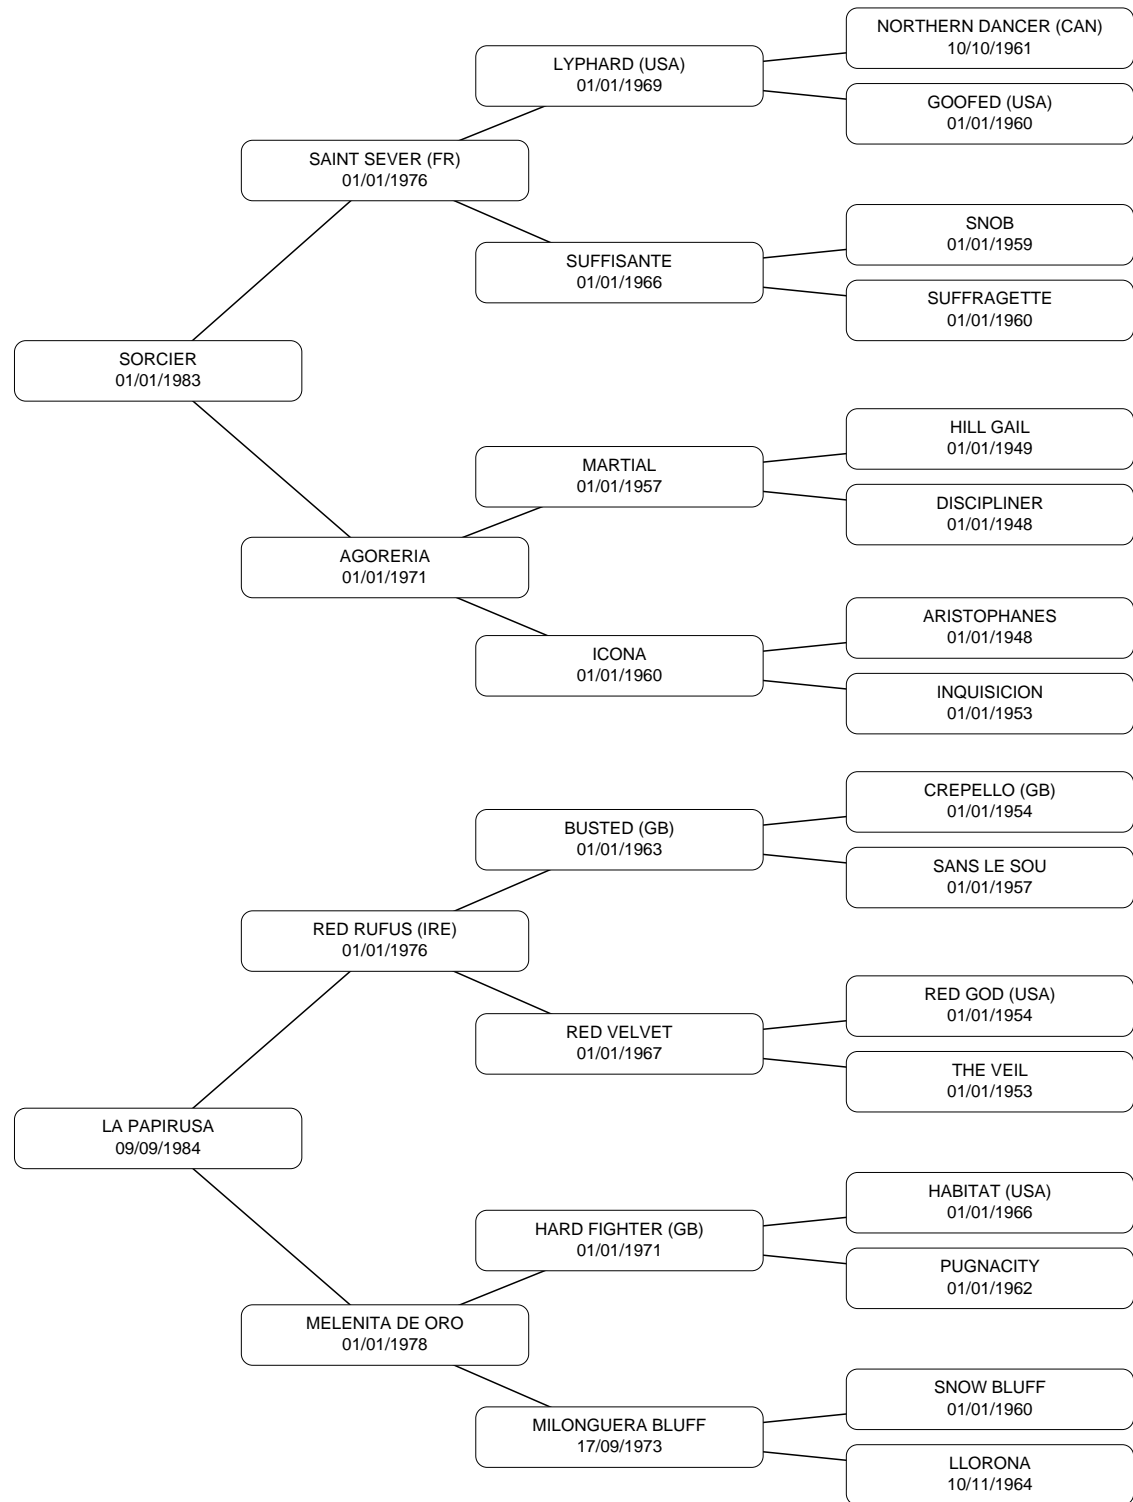 NORTHERN DANCER (CAN)
10/10/1961
LYPHARD (USA)
01/01/1969
GOOFED (USA)
01/01/1960
SAINT SEVER (FR)
01/01/1976
SNOB
01/01/1959
SUFFISANTE
01/01/1966
SUFFRAGETTE
01/01/1960
SORCIER
01/01/1983
HILL GAIL
01/01/1949
MARTIAL
01/01/1957
DISCIPLINER
01/01/1948
AGORERIA
01/01/1971
ARISTOPHANES
01/01/1948
ICONA
01/01/1960
INQUISICION
01/01/1953
CREPELLO (GB)
01/01/1954
BUSTED (GB)
01/01/1963
SANS LE SOU
01/01/1957
RED RUFUS (IRE)
01/01/1976
RED GOD (USA)
01/01/1954
RED VELVET
01/01/1967
THE VEIL
01/01/1953
LA PAPIRUSA
09/09/1984
HABITAT (USA)
01/01/1966
HARD FIGHTER (GB)
01/01/1971
PUGNACITY
01/01/1962
MELENITA DE ORO
01/01/1978
SNOW BLUFF
01/01/1960
MILONGUERA BLUFF
17/09/1973
LLORONA
10/11/1964